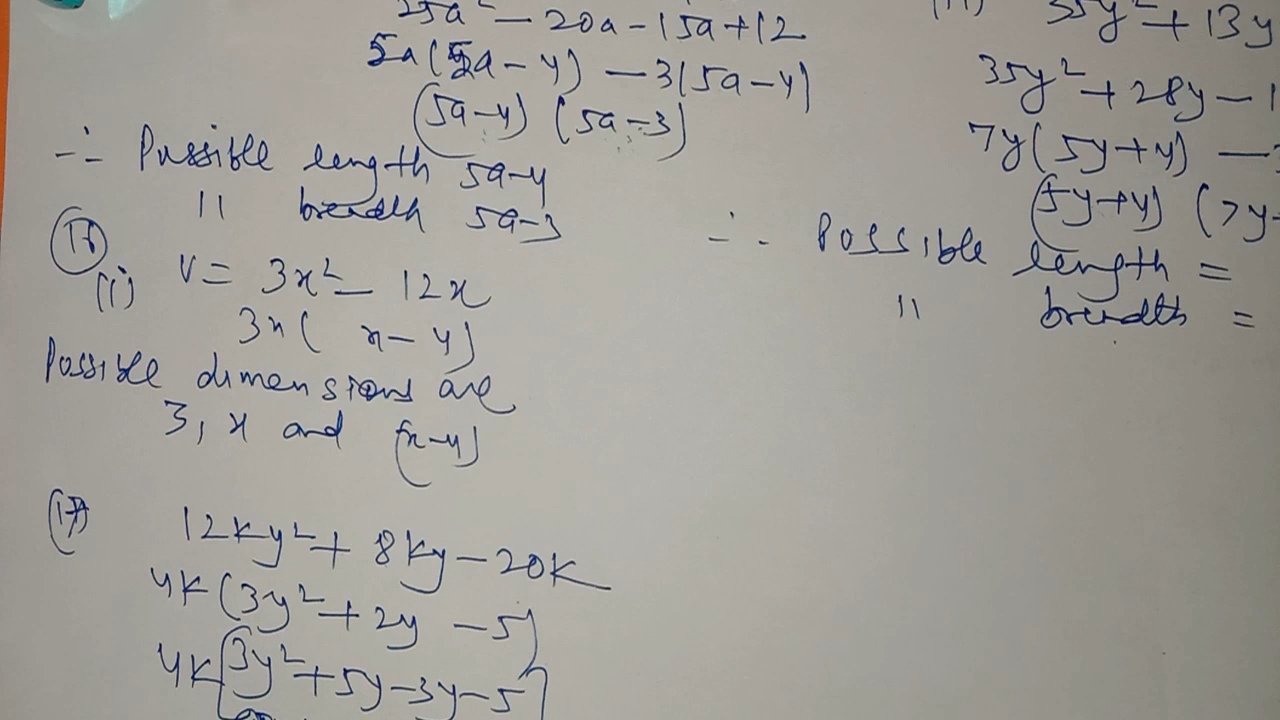 25a² - 20a - 15a + 12
5a(5a - 4) - 3(5a - 4)
(5a - 4) (5a - 3)
∴ Possible length 5a-4
" breadth 5a-3
(i) V = 3x² - 12x
3x( x - 4)
Possible dimensions are
3, x and (x-4)
(17) 12Ky² + 8Ky - 20K
4K (3y² + 2y - 5)
4K[3y² + 5y - 3y - 5]
35y² + 13y
35y² + 28y - 1
7y(5y + 4) -
(5y + 4) (7y -
∴ Possible length =
" breadth =